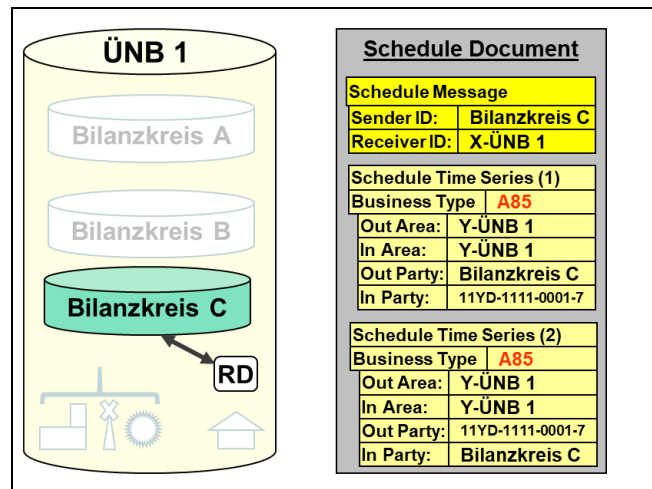 ÜNB 1
Bilanzkreis A
Bilanzkreis B
Bilanzkreis C
RD
Schedule Document
Schedule Message
Sender ID: Bilanzkreis C
Receiver ID: X-ÜNB 1
Schedule Time Series (1)
Business Type A85
Out Area: Y-ÜNB 1
In Area: Y-ÜNB 1
Out Party: Bilanzkreis C
In Party: 11YD-1111-0001-7
Schedule Time Series (2)
Business Type A85
Out Area: Y-ÜNB 1
In Area: Y-ÜNB 1
Out Party: 11YD-1111-0001-7
In Party: Bilanzkreis C